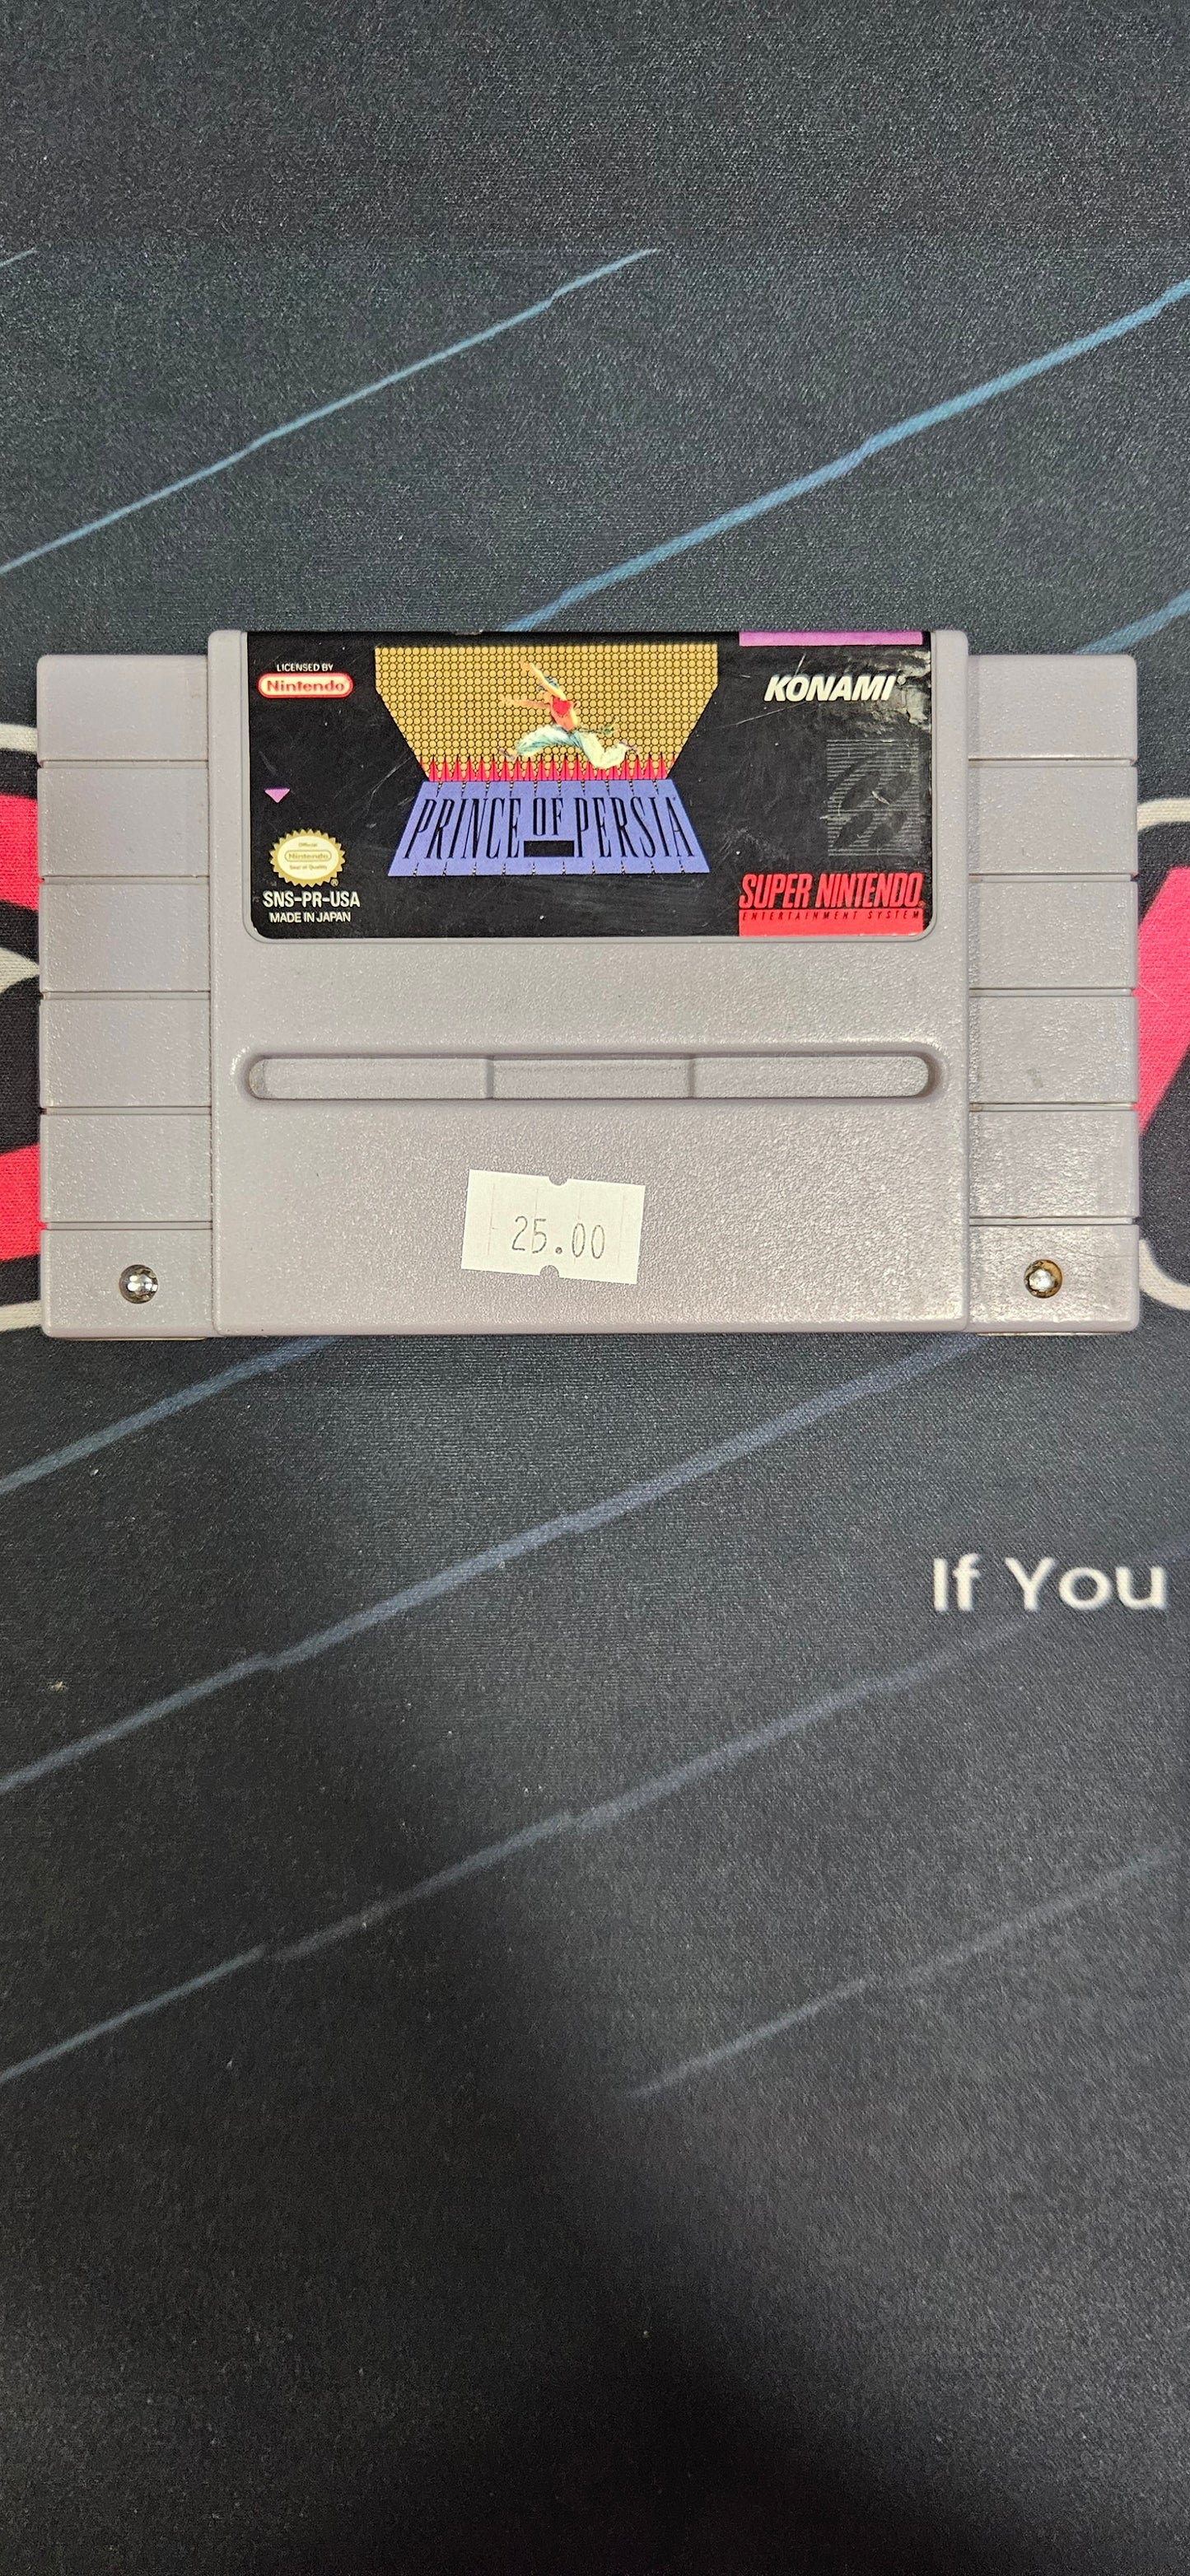 LICENSED BY
Nintendo
KONAMI®
PRINCE OF PERSIA
Official
Nintendo
Seal of Quality
SNS-PR-USA
MADE IN JAPAN
SUPER NINTENDO
ENTERTAINMENT SYSTEM
25.00
If You